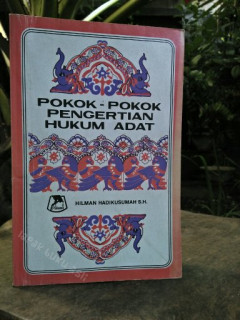 POKOK - POKOK
PENGERTIAN
HUKUM ADAT
HILMAN HADIKUSUMAH S.H.